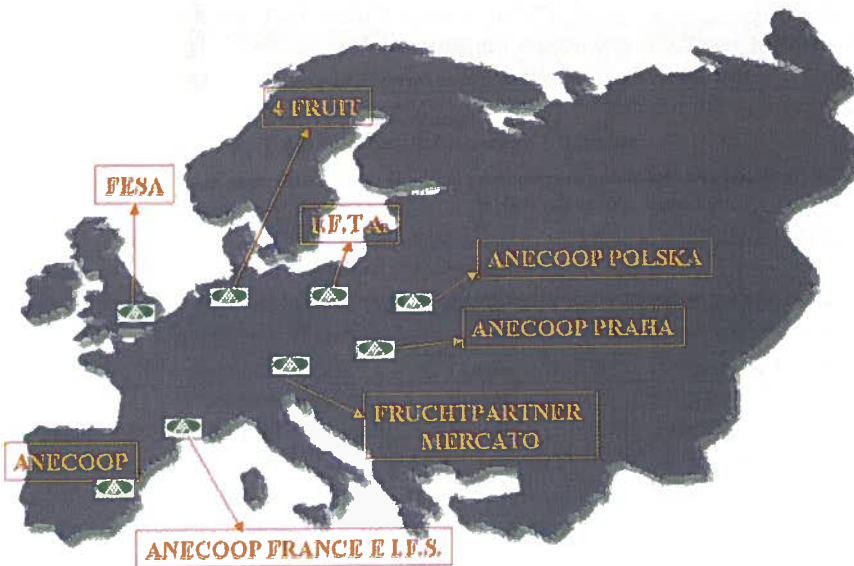 4 FRUIT
FESA
I.F.T.A.
ANECOOP POLSKA
ANECOOP PRAHA
FRUCHTPARTNER
MERCATO
ANECOOP
ANECOOP FRANCE E I.F.S.